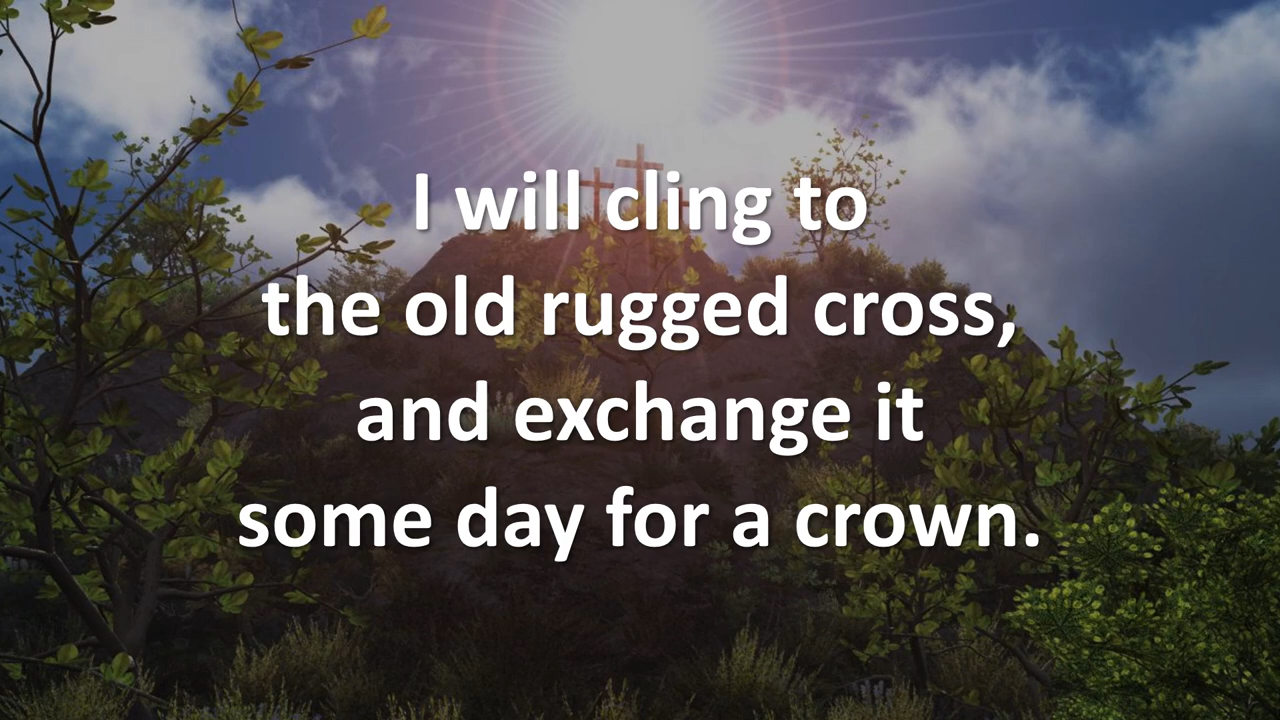 I will cling to
the old rugged cross,
and exchange it
some day for a crown.